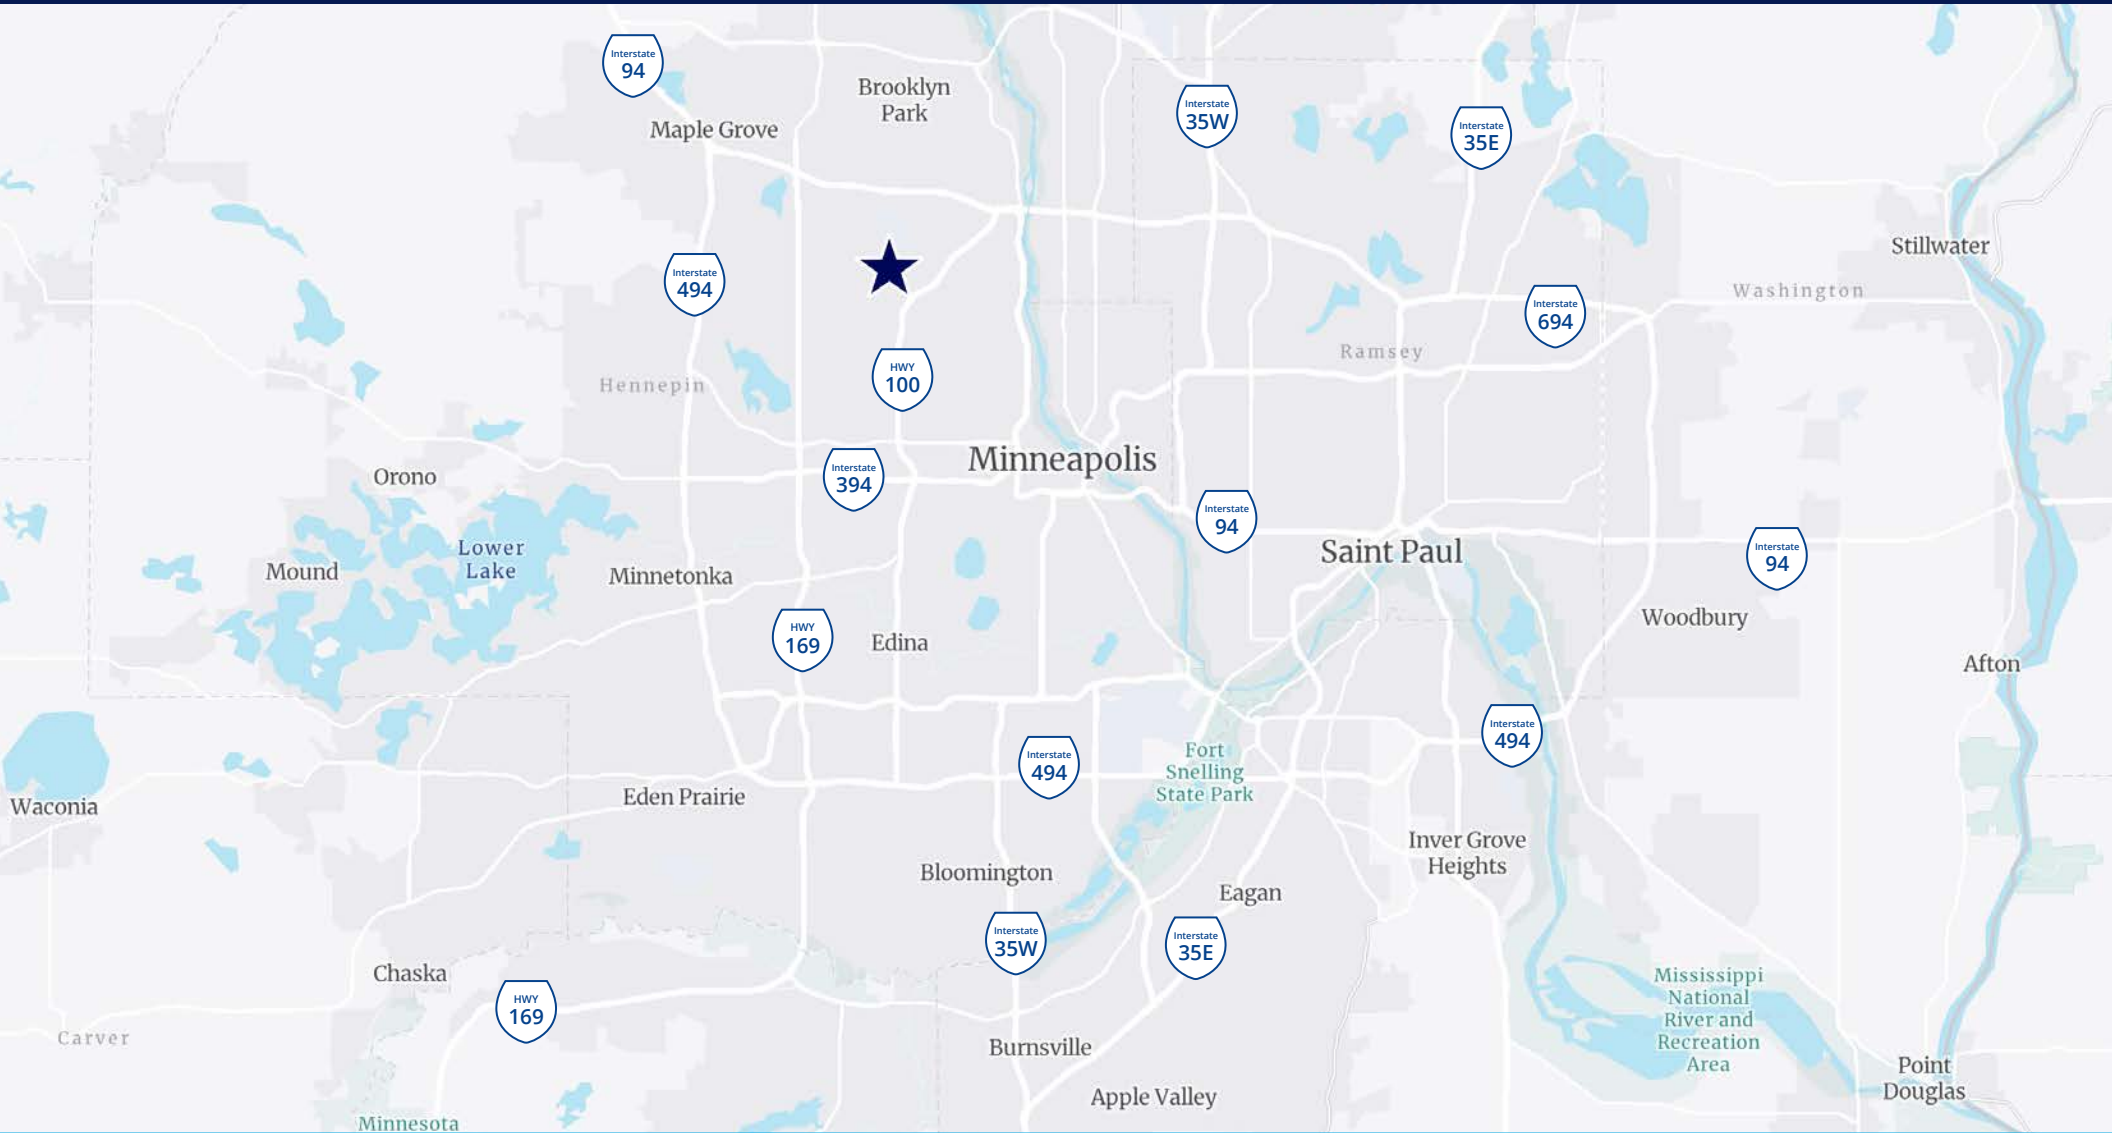 Interstate
94
Brooklyn
Park
Maple Grove
Interstate
35W
Interstate
35E
Stillwater
Interstate
494
Washington
Interstate
694
Ramsey
HWY
100
Hennepin
Minneapolis
Interstate
394
Orono
Interstate
94
Lower
Lake
Saint Paul
Interstate
94
Mound
Minnetonka
Woodbury
HWY
169
Edina
Afton
Interstate
494
Interstate
494
Fort
Snelling
State Park
Waconia
Eden Prairie
Inver Grove
Heights
Bloomington
Eagan
Interstate
35W
Interstate
35E
Chaska
Mississippi
National
River and
Recreation
Area
HWY
169
Carver
Burnsville
Point
Douglas
Apple Valley
Minnesota